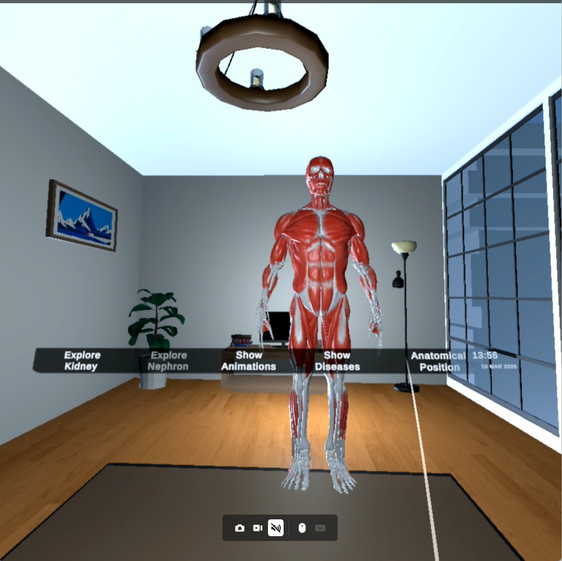 Explore
Kidney
Explore
Nephron
Show
Animations
Show
Diseases
Anatomical
Position
13:56